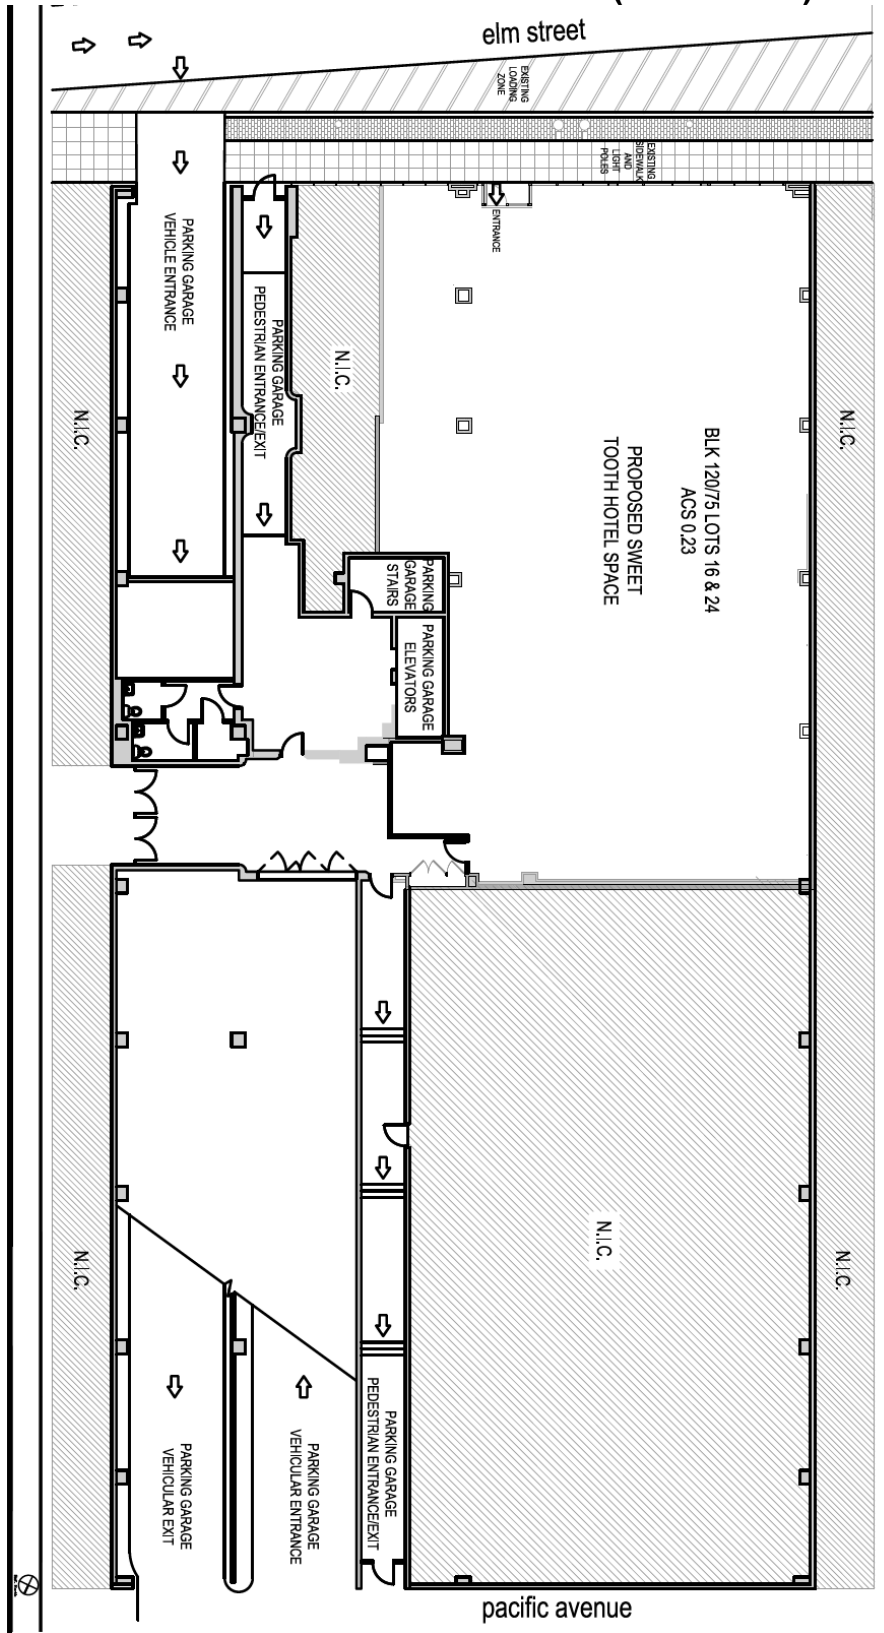 elm street
EXISTING
LOADING
ZONE
EXISTING
SIDEWALK
AND
LIGHT
POLES
ENTRANCE
PARKING GARAGE
VEHICLE ENTRANCE
PARKING GARAGE
PEDESTRIAN ENTRANCE/EXIT
N.I.C.
N.I.C.
N.I.C.
BLK 120/75 LOTS 16 & 24
ACS 0.23
PROPOSED SWEET
TOOTH HOTEL SPACE
PARKING
GARAGE
STAIRS
PARKING GARAGE
ELEVATORS
N.I.C.
N.I.C.
N.I.C.
PARKING GARAGE
VEHICULAR EXIT
PARKING GARAGE
VEHICULAR ENTRANCE
PARKING GARAGE
PEDESTRIAN ENTRANCE/EXIT
pacific avenue